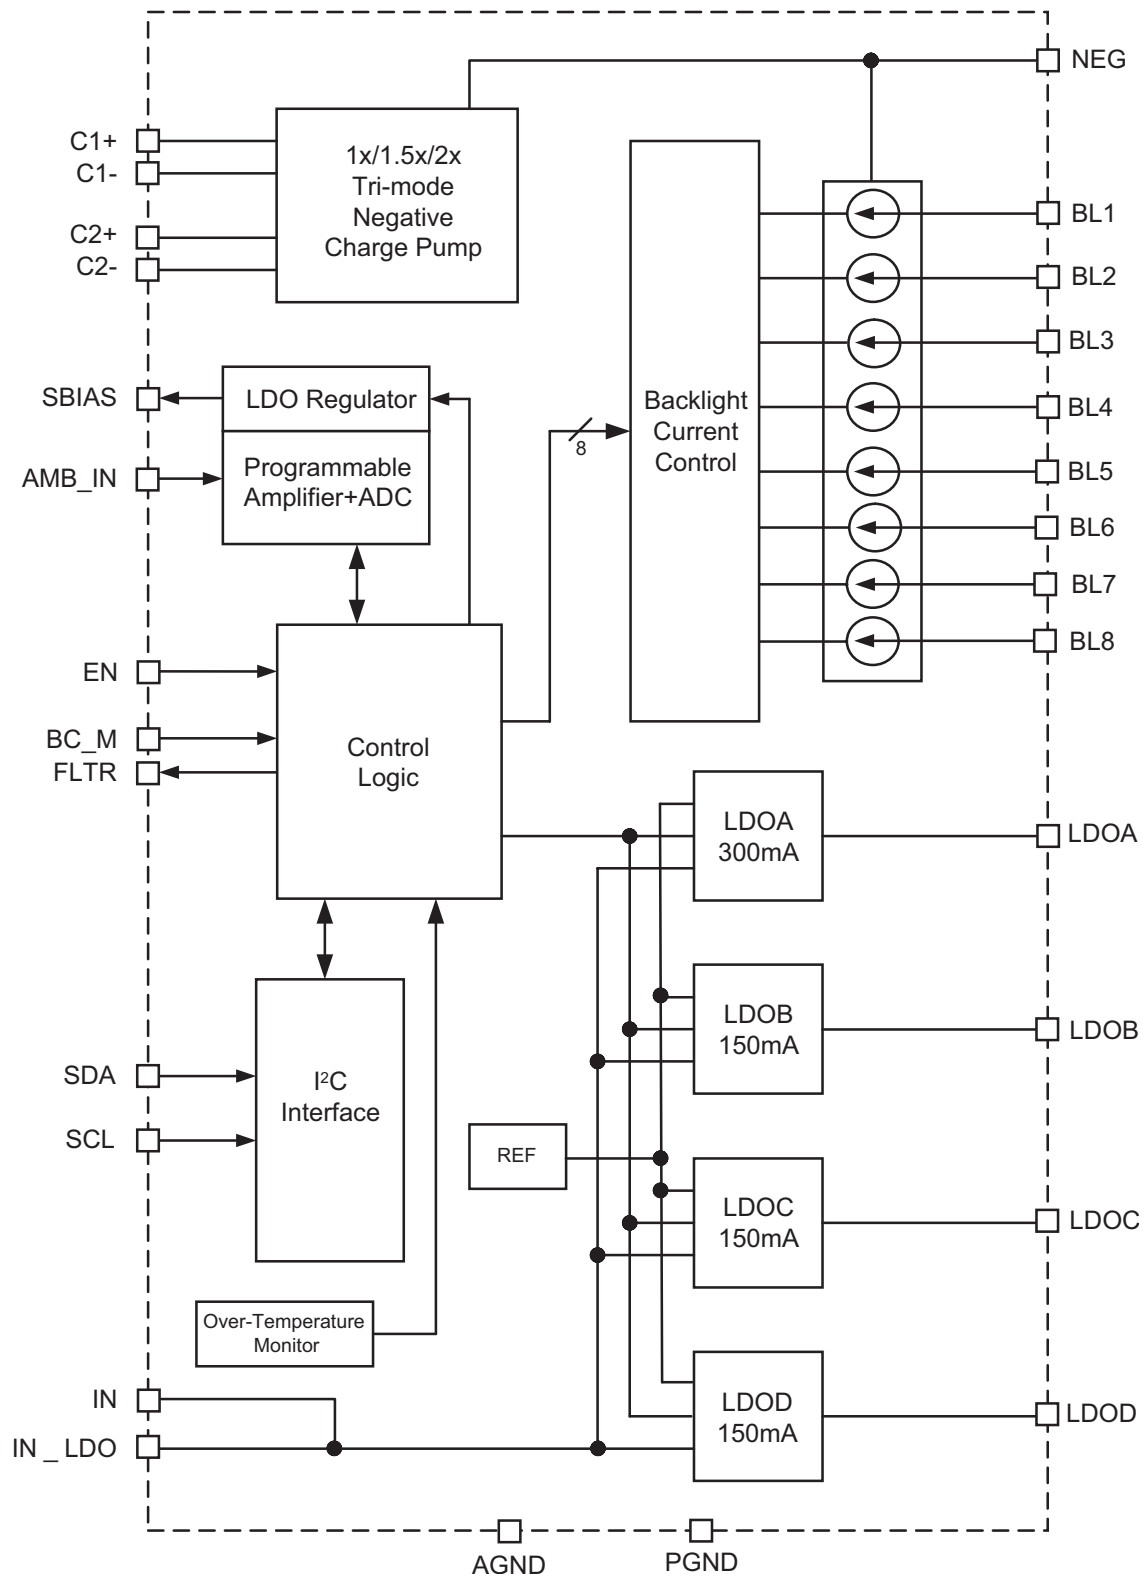 NEG
C1+
C1-
C2+
C2-
1x/1.5x/2x
Tri-mode
Negative
Charge Pump
BL1
BL2
BL3
BL4
BL5
BL6
BL7
BL8
SBIAS
AMB_IN
LDO Regulator
Programmable
Amplifier+ADC
8
Backlight
Current
Control
EN
BC_M
FLTR
Control
Logic
LDOA
300mA
LDOA
LDOB
150mA
LDOB
SDA
SCL
I²C
Interface
REF
LDOC
150mA
LDOC
Over-Temperature
Monitor
IN
IN _ LDO
LDOD
150mA
LDOD
AGND
PGND